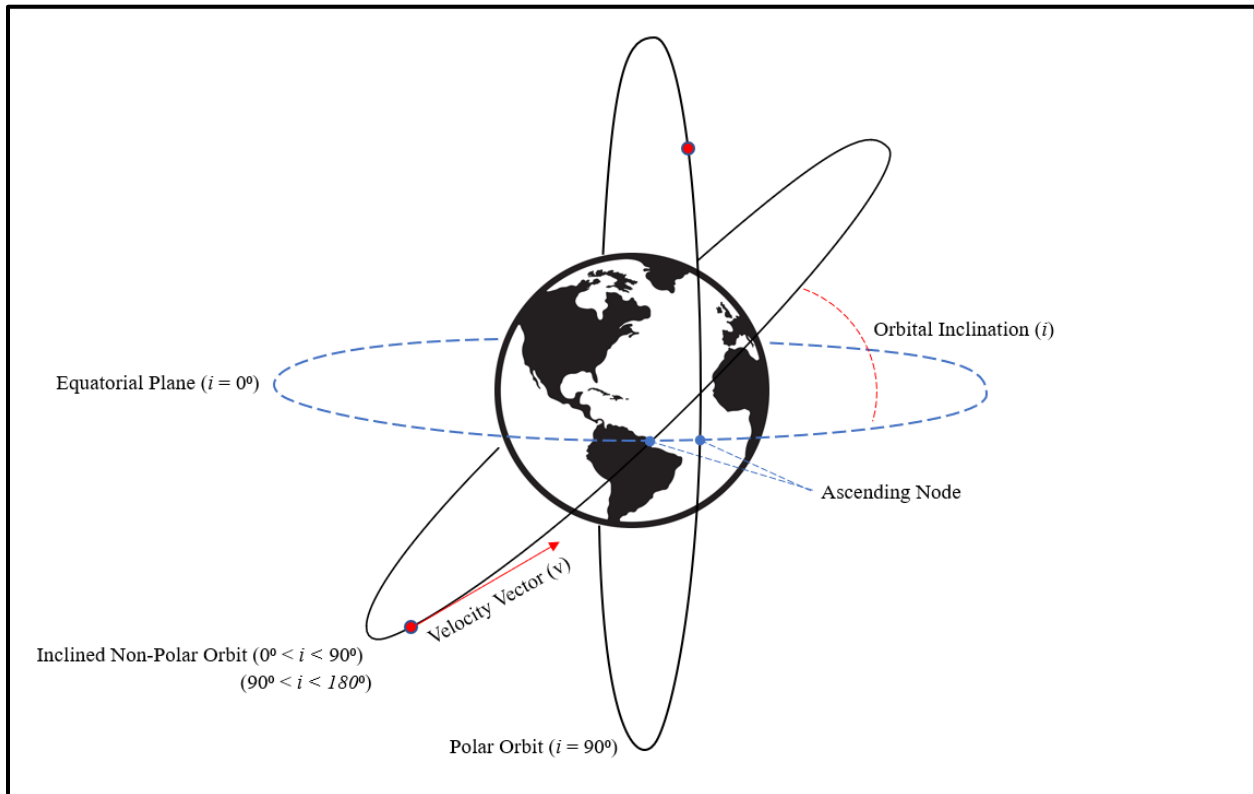 Orbital Inclination (i)
Equatorial Plane (i = 0⁰)
Ascending Node
Velocity Vector (v)
Inclined Non-Polar Orbit (0⁰ < i < 90⁰)
(90⁰ < i < 180⁰)
Polar Orbit (i = 90⁰)